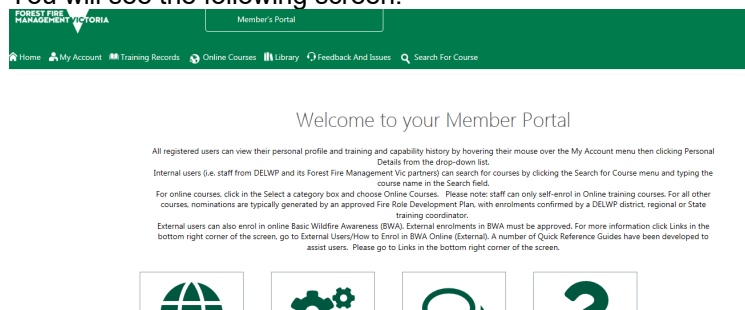 You will see the following screen:
FOREST FIRE
MANAGEMENT VICTORIA
Member's Portal
Home My Account Training Records Online Courses Library Feedback And Issues Search For Course
Welcome to your Member Portal
All registered users can view their personal profile and training and capability history by hovering their mouse over the My Account menu then clicking Personal
Details from the drop-down list.
Internal users (i.e. staff from DELWP and its Forest Fire Management Vic partners) can search for courses by clicking the Search for Course menu and typing the
course name in the Search field.
For online courses, click in the Select a category box and choose Online Courses. Please note: staff can only self-enrol in Online training courses. For all other
courses, nominations are typically generated by an approved Fire Role Development Plan, with enrolments confirmed by a DELWP district, regional or State
training coordinator.
External users can also enrol in online Basic Wildfire Awareness (BWA). External enrolments in BWA must be approved. For more information click Links in the
bottom right corner of the screen, go to External Users/How to Enrol in BWA Online (External). A number of Quick Reference Guides have been developed to
assist users. Please go to Links in the bottom right corner of the screen.